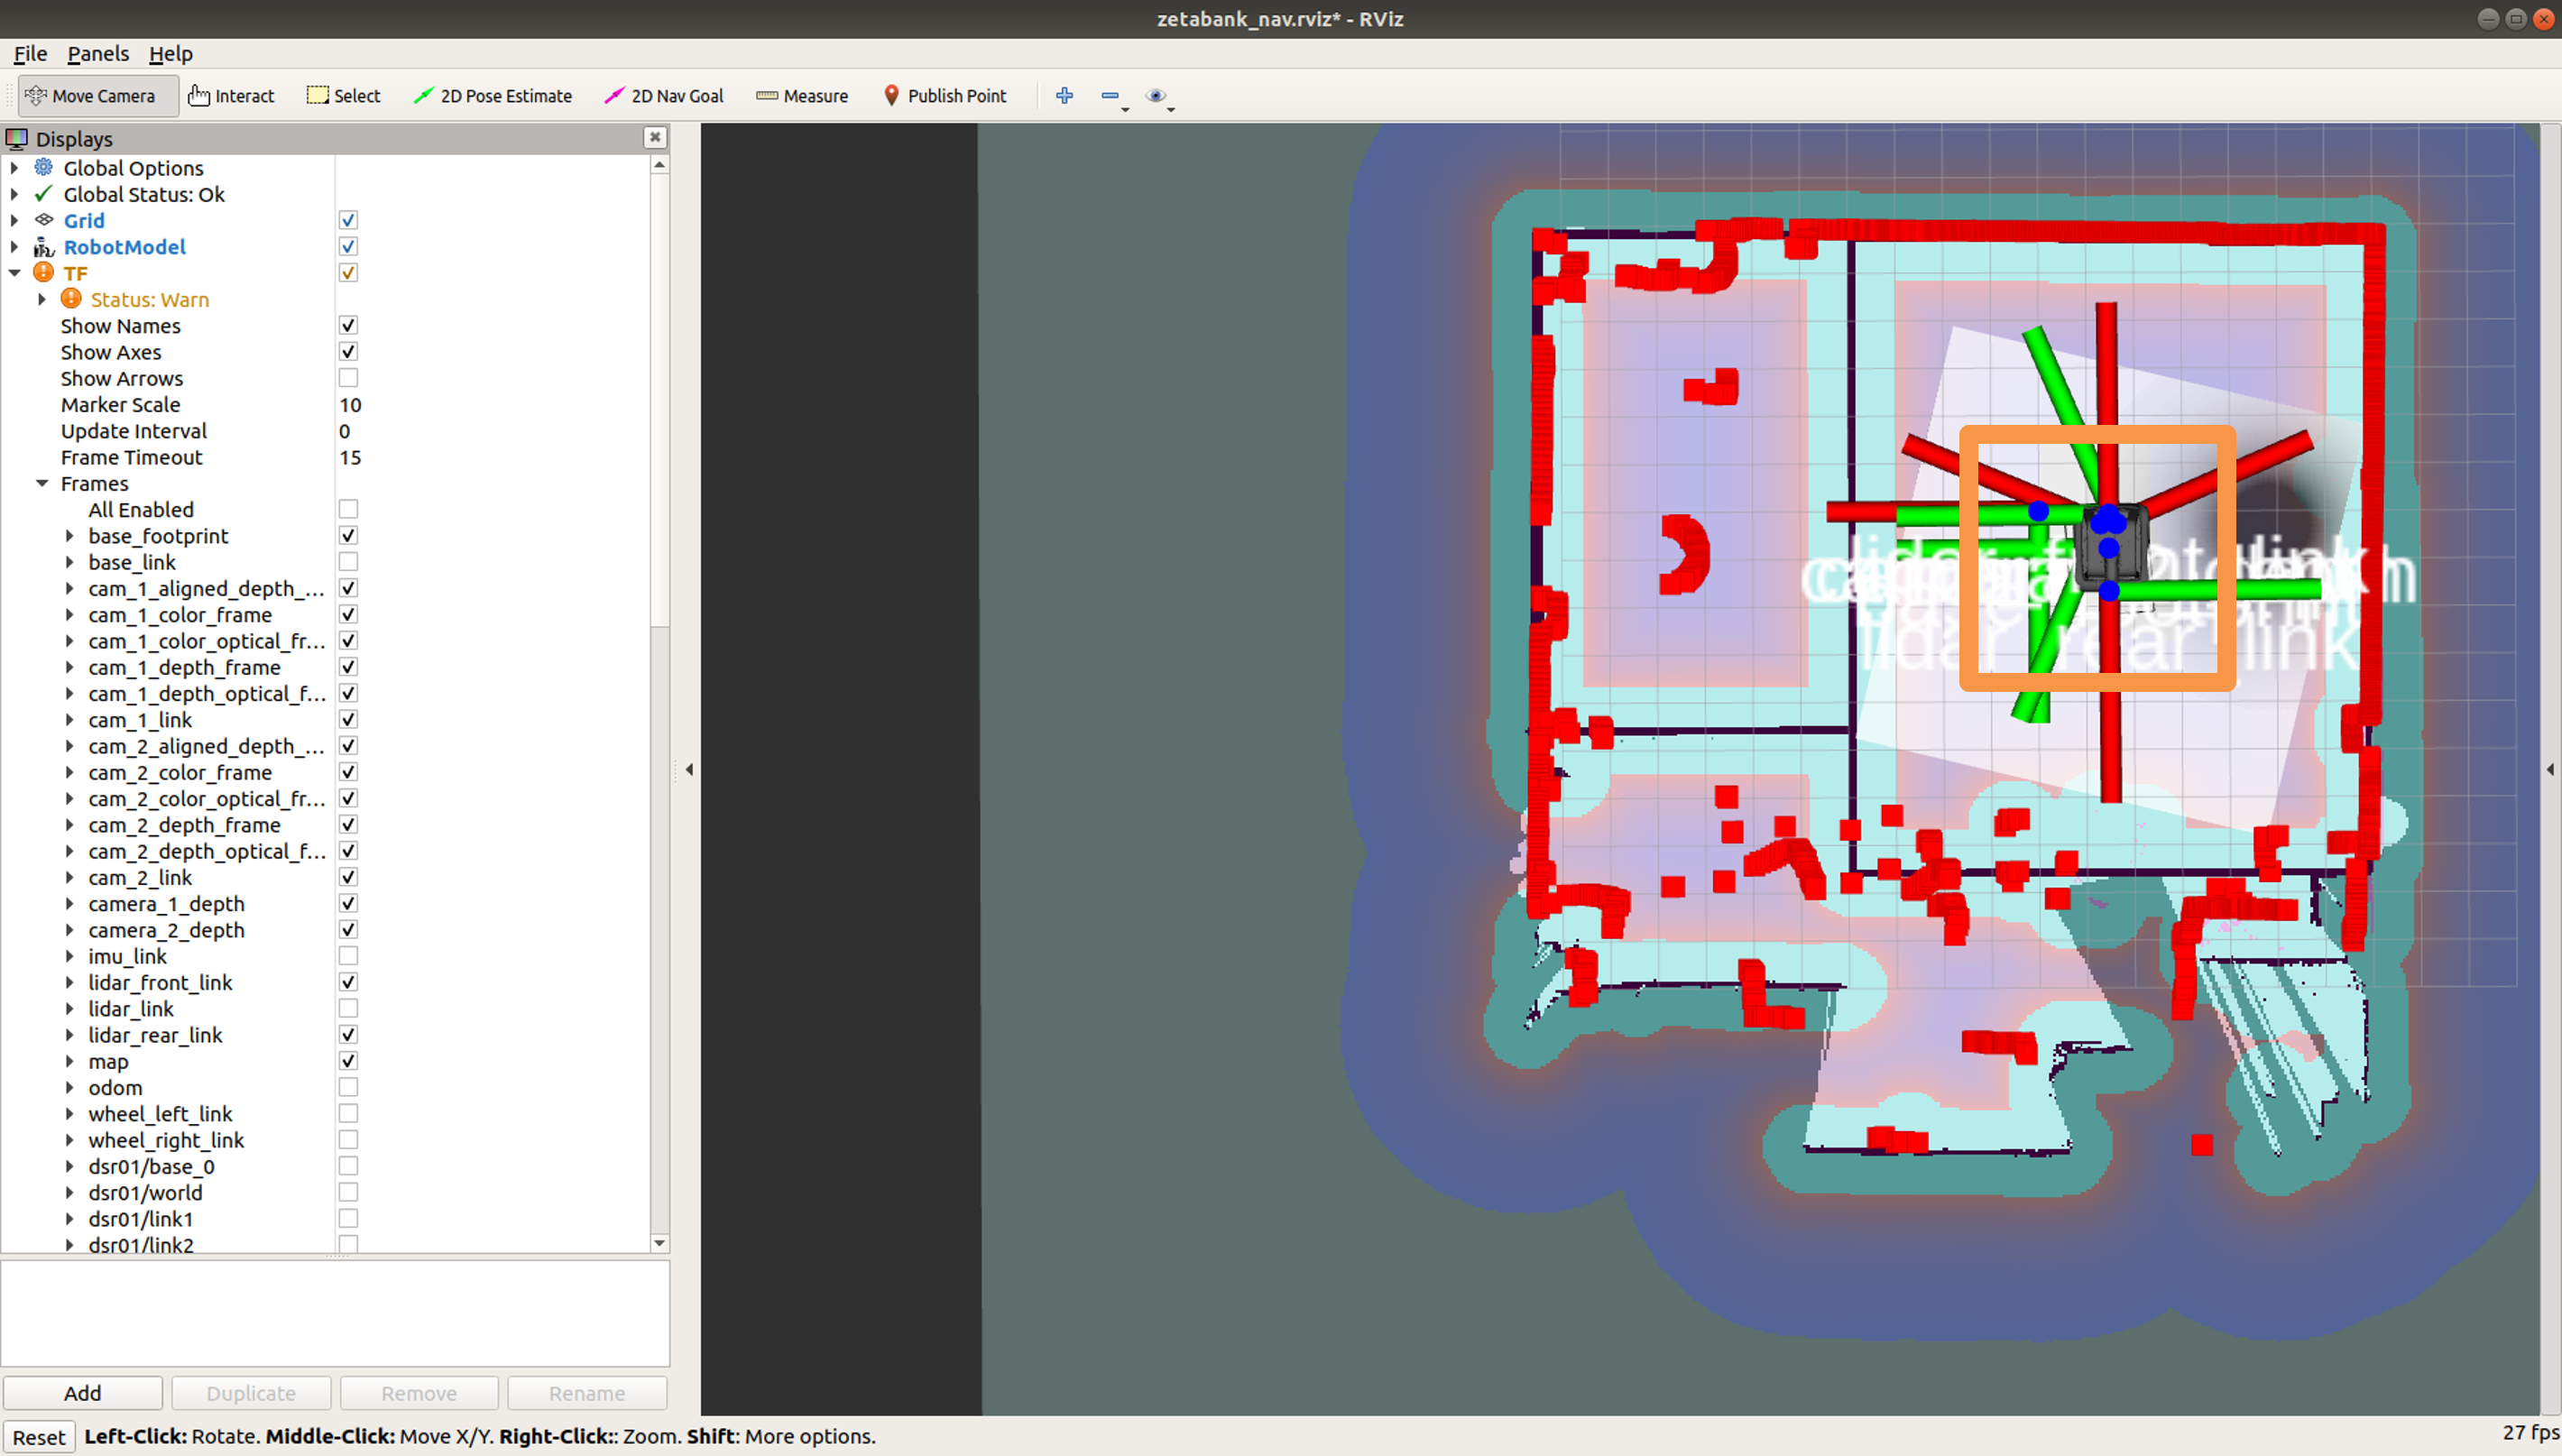 zetabank_nav.rviz* - RViz
File Panels Help
Move Camera Interact Select 2D Pose Estimate 2D Nav Goal Measure Publish Point
Displays
Global Options
Global Status: Ok
Grid
RobotModel
TF
Status: Warn
Show Names
Show Axes
Show Arrows
Marker Scale 10
Update Interval 0
Frame Timeout 15
Frames
All Enabled
base_footprint
base_link
cam_1_aligned_depth_...
cam_1_color_frame
cam_1_color_optical_fr...
cam_1_depth_frame
cam_1_depth_optical_f...
cam_1_link
cam_2_aligned_depth_...
cam_2_color_frame
cam_2_color_optical_fr...
cam_2_depth_frame
cam_2_depth_optical_f...
cam_2_link
camera_1_depth
camera_2_depth
imu_link
lidar_front_link
lidar_link
lidar_rear_link
map
odom
wheel_left_link
wheel_right_link
dsr01/base_0
dsr01/world
dsr01/link1
dsr01/link2
lidar_front_link
lidar_rear_link
Add Duplicate Remove Rename
Reset Left-Click: Rotate. Middle-Click: Move X/Y. Right-Click:: Zoom. Shift: More options.
27 fps